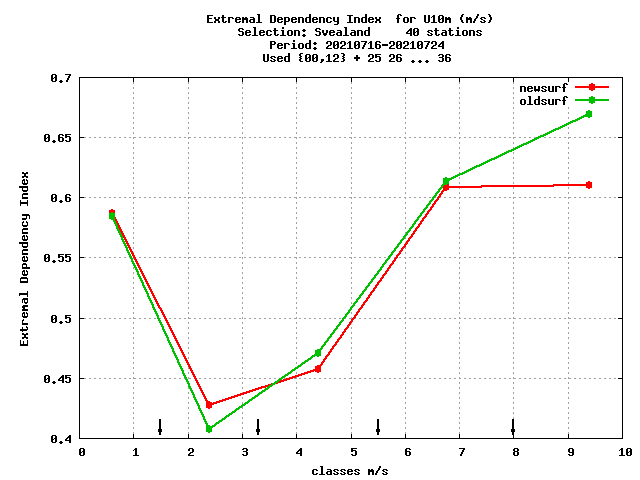 Extremal Dependency Index  for U10m (m/s)
Selection: Svealand     40 stations
Period: 20210716-20210724
Used {00,12} + 25 26 ... 36
newsurf
oldsurf
0.7
0.65
0.6
0.55
0.5
0.45
0.4
Extremal Dependency Index
0 1 2 3 4 5 6 7 8 9 10
classes m/s